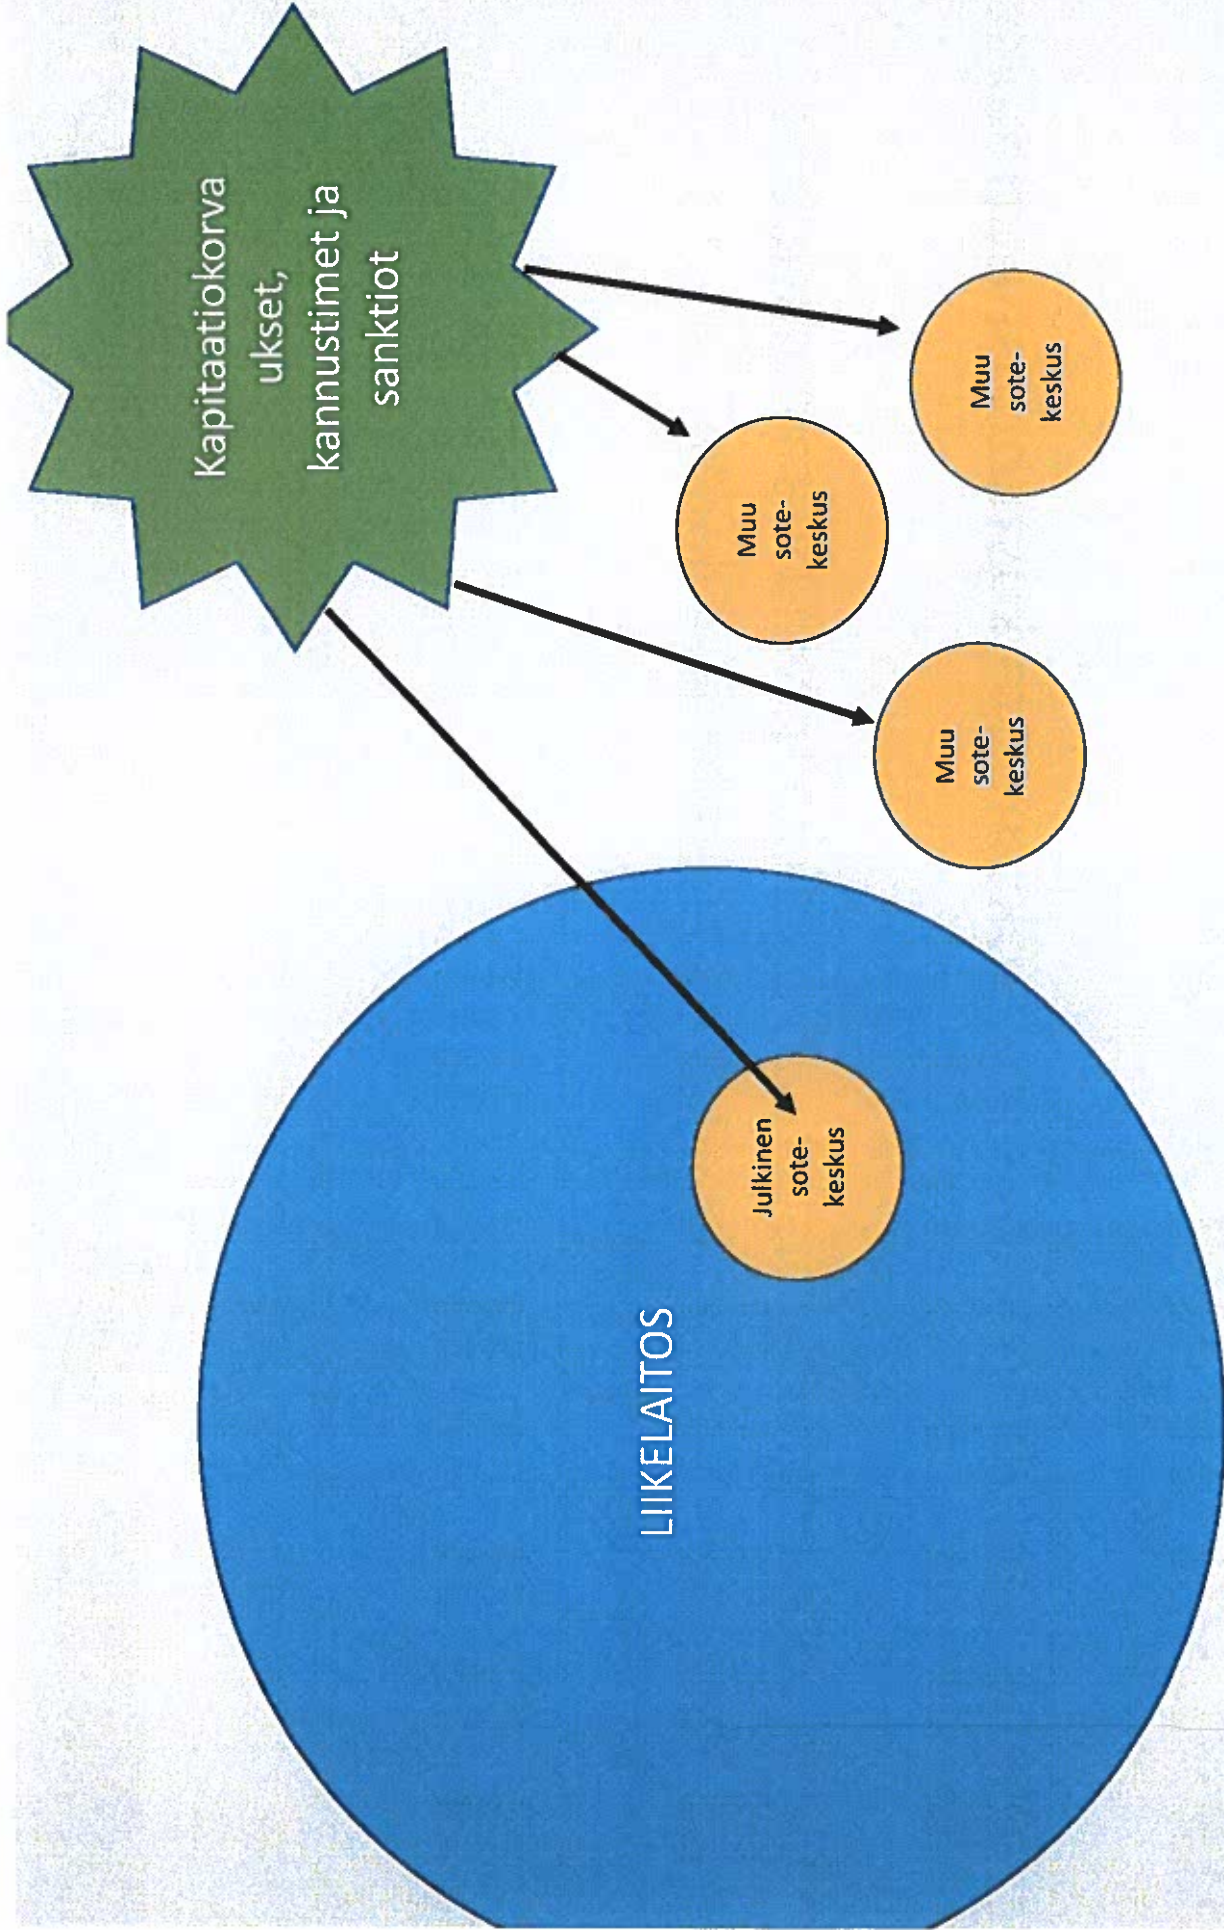 Kapitaatiokorva
ukset,
kannustimet ja
sanktiot
LIIKELAITOS
Julkinen
sote-
keskus
Muu
sote-
keskus
Muu
sote-
keskus
Muu
sote-
keskus